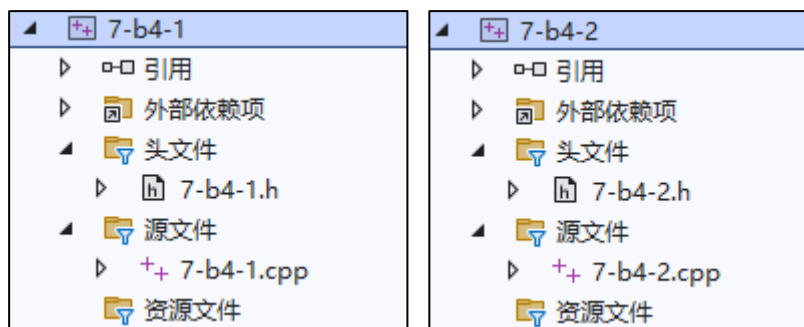 7-b4-1
引用
外部依赖项
头文件
7-b4-1.h
源文件
7-b4-1.cpp
资源文件
7-b4-2
引用
外部依赖项
头文件
7-b4-2.h
源文件
7-b4-2.cpp
资源文件